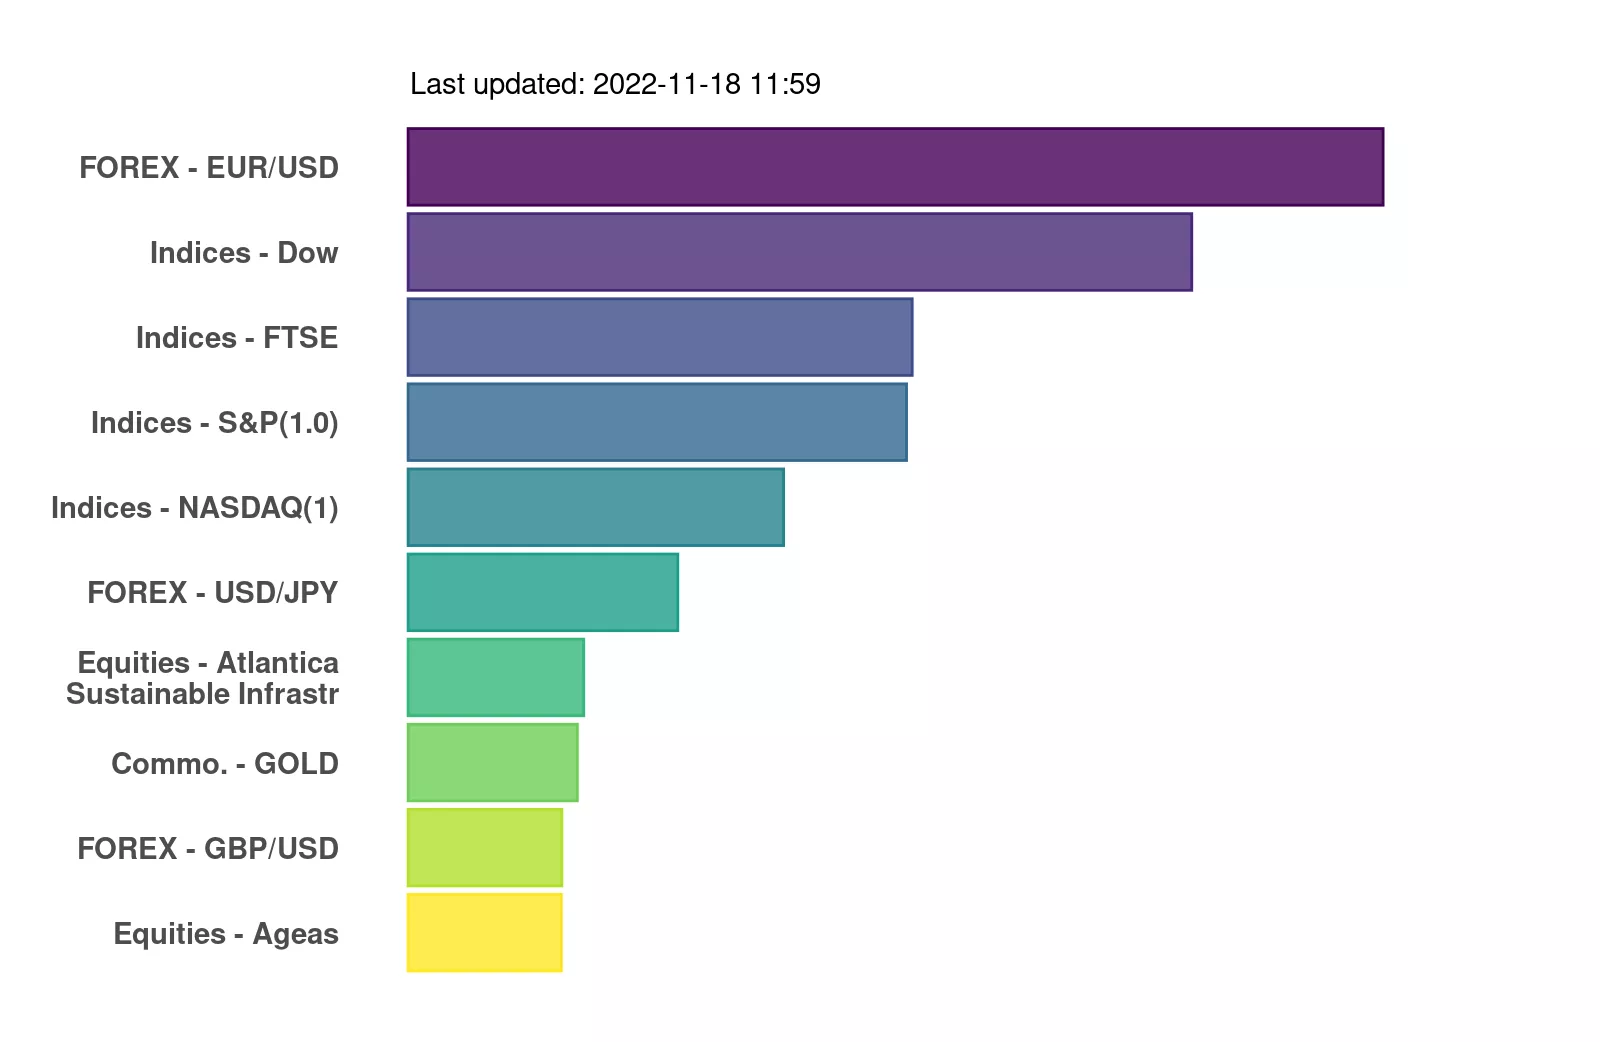 Last updated: 2022-11-18 11:59
FOREX - EUR/USD
Indices - Dow
Indices - FTSE
Indices - S&P(1.0)
Indices - NASDAQ(1)
FOREX - USD/JPY
Equities - Atlantica
Sustainable Infrastr
Commo. - GOLD
FOREX - GBP/USD
Equities - Ageas